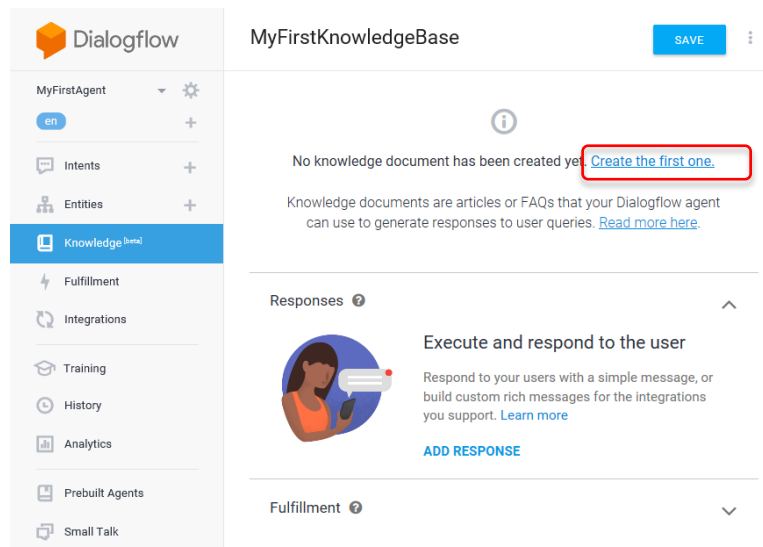 Dialogflow
MyFirstKnowledgeBase
SAVE
MyFirstAgent
en
Intents
Entities
Knowledge [beta]
Fulfillment
Integrations
Training
History
Analytics
Prebuilt Agents
Small Talk
No knowledge document has been created yet. Create the first one.
Knowledge documents are articles or FAQs that your Dialogflow agent
can use to generate responses to user queries. Read more here.
Responses
Execute and respond to the user
Respond to your users with a simple message, or
build custom rich messages for the integrations
you support. Learn more
ADD RESPONSE
Fulfillment